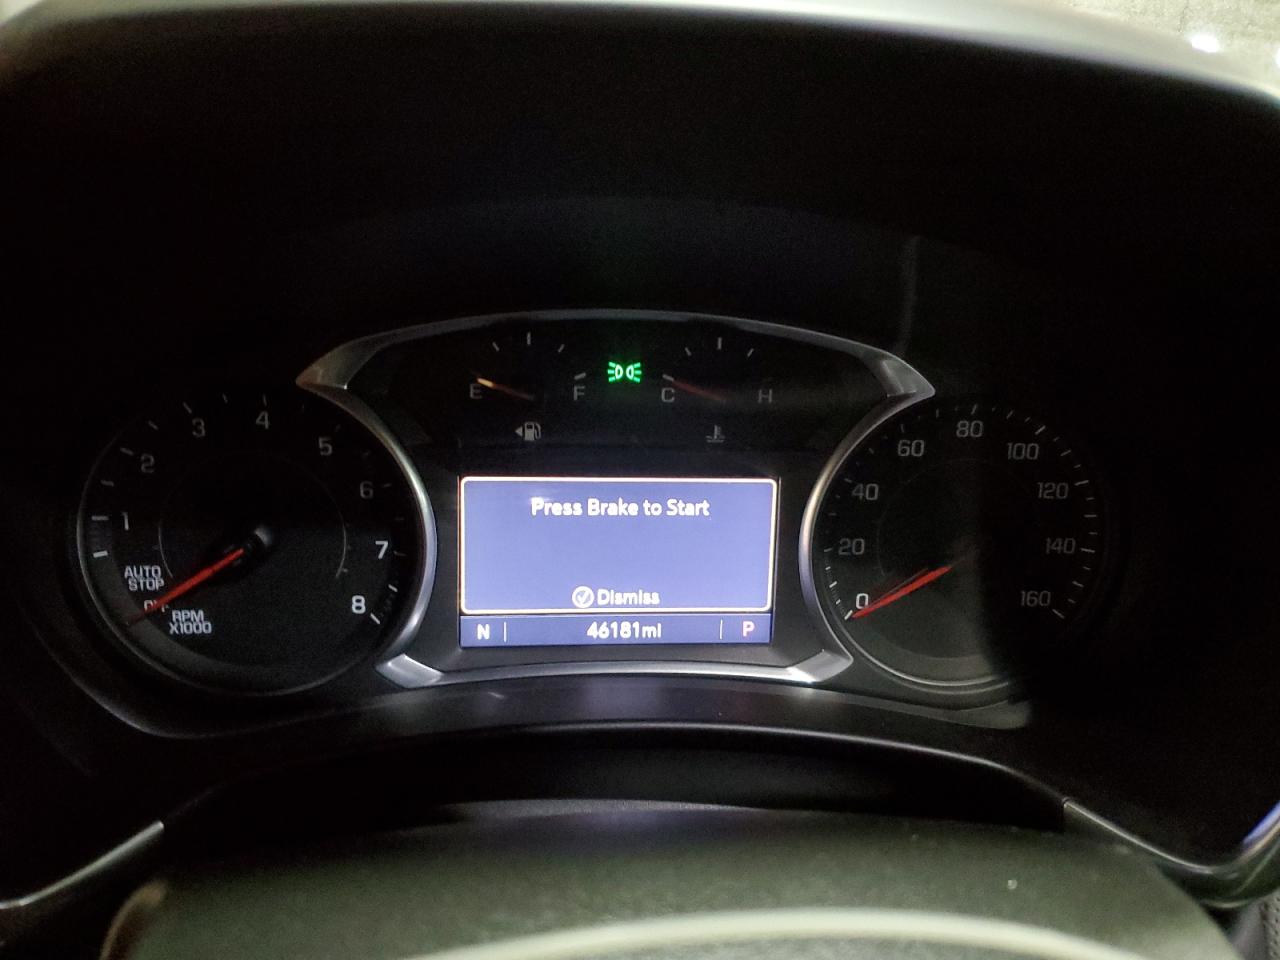 E F C H
1 2 3 4 5 6 7 8
AUTO
STOP
OFF
RPM
X1000
Press Brake to Start
Dismiss
N 46181mi P
0 20 40 60 80 100 120 140 160